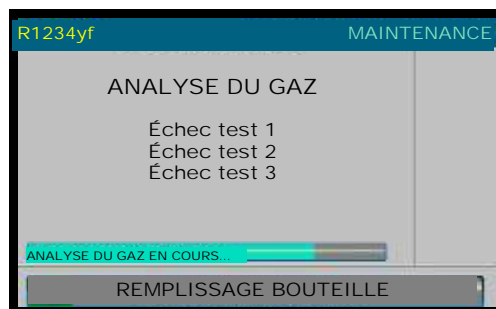 R1234yf MAINTENANCE
ANALYSE DU GAZ
Échec test 1
Échec test 2
Échec test 3
ANALYSE DU GAZ EN COURS...
REMPLISSAGE BOUTEILLE